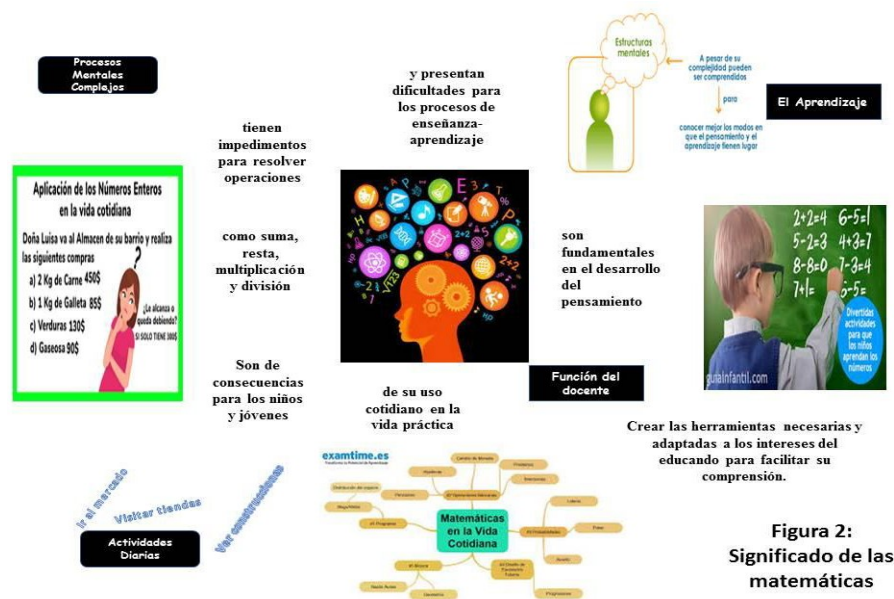 Procesos
Mentales
Complejos
tienen
impedimentos
para resolver
operaciones
y presentan
dificultades para
los procesos de
enseñanza-
aprendizaje
Estructuras
mentales
A pesar de su
complejidad pueden
ser comprendidos
para
conocer mejor los modos en
que el pensamiento y el
aprendizaje tienen lugar
El Aprendizaje
Aplicación de los Números Enteros
en la vida cotidiana
Doña Luisa va al Almacen de su barrio y realiza
las siguientes compras
a) 2 Kg de Carne 450$
b) 1 Kg de Galleta 85$
c) Verduras 130$
d) Gaseosa 90$
¿Le alcanza o
queda debiendo?
SI SOLO TIENE 380$
como suma,
resta,
multiplicación
y división
son
fundamentales
en el desarrollo
del
pensamiento
2+2=4 6-5=1
5-2=3 4+3=7
8-8=0 7-3=4
7+1= 6-5=
Divertidas
actividades
para que
los niños
aprendan los
números
guiainfantil.com
Son de
consecuencias
para los niños
y jóvenes
de su uso
cotidiano en la
vida práctica
Función del
docente
Crear las herramientas necesarias y
adaptadas a los intereses del
educando para facilitar su
comprensión.
Ir al mercado
Visitar tiendas
Ver construcciones
Actividades
Diarias
examtime.es
Matemáticas
en la Vida
Cotidiana
Figura 2:
Significado de las
matemáticas